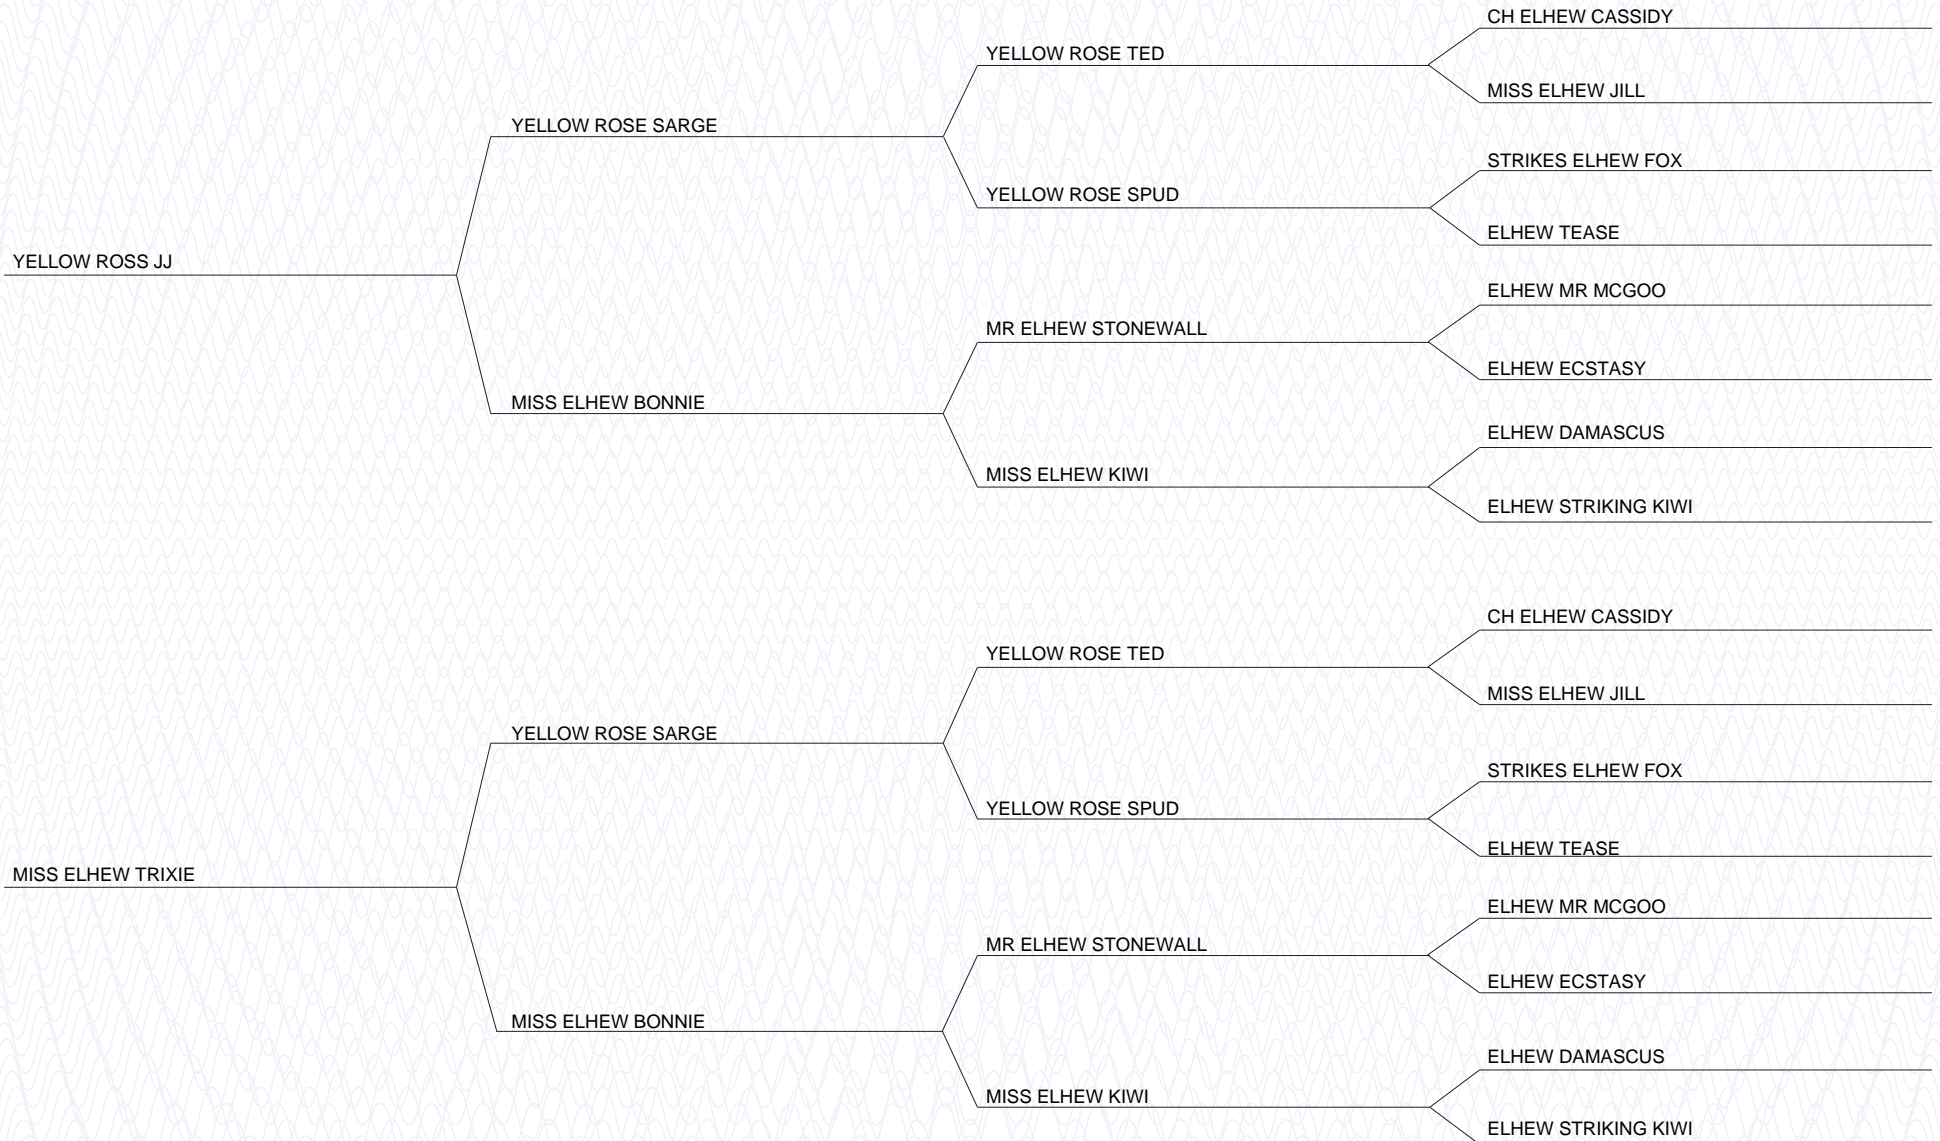 CH ELHEW CASSIDY
YELLOW ROSE TED
MISS ELHEW JILL
YELLOW ROSE SARGE
STRIKES ELHEW FOX
YELLOW ROSE SPUD
ELHEW TEASE
YELLOW ROSS JJ
ELHEW MR MCGOO
MR ELHEW STONEWALL
ELHEW ECSTASY
MISS ELHEW BONNIE
ELHEW DAMASCUS
MISS ELHEW KIWI
ELHEW STRIKING KIWI
CH ELHEW CASSIDY
YELLOW ROSE TED
MISS ELHEW JILL
YELLOW ROSE SARGE
STRIKES ELHEW FOX
YELLOW ROSE SPUD
ELHEW TEASE
MISS ELHEW TRIXIE
ELHEW MR MCGOO
MR ELHEW STONEWALL
ELHEW ECSTASY
MISS ELHEW BONNIE
ELHEW DAMASCUS
MISS ELHEW KIWI
ELHEW STRIKING KIWI